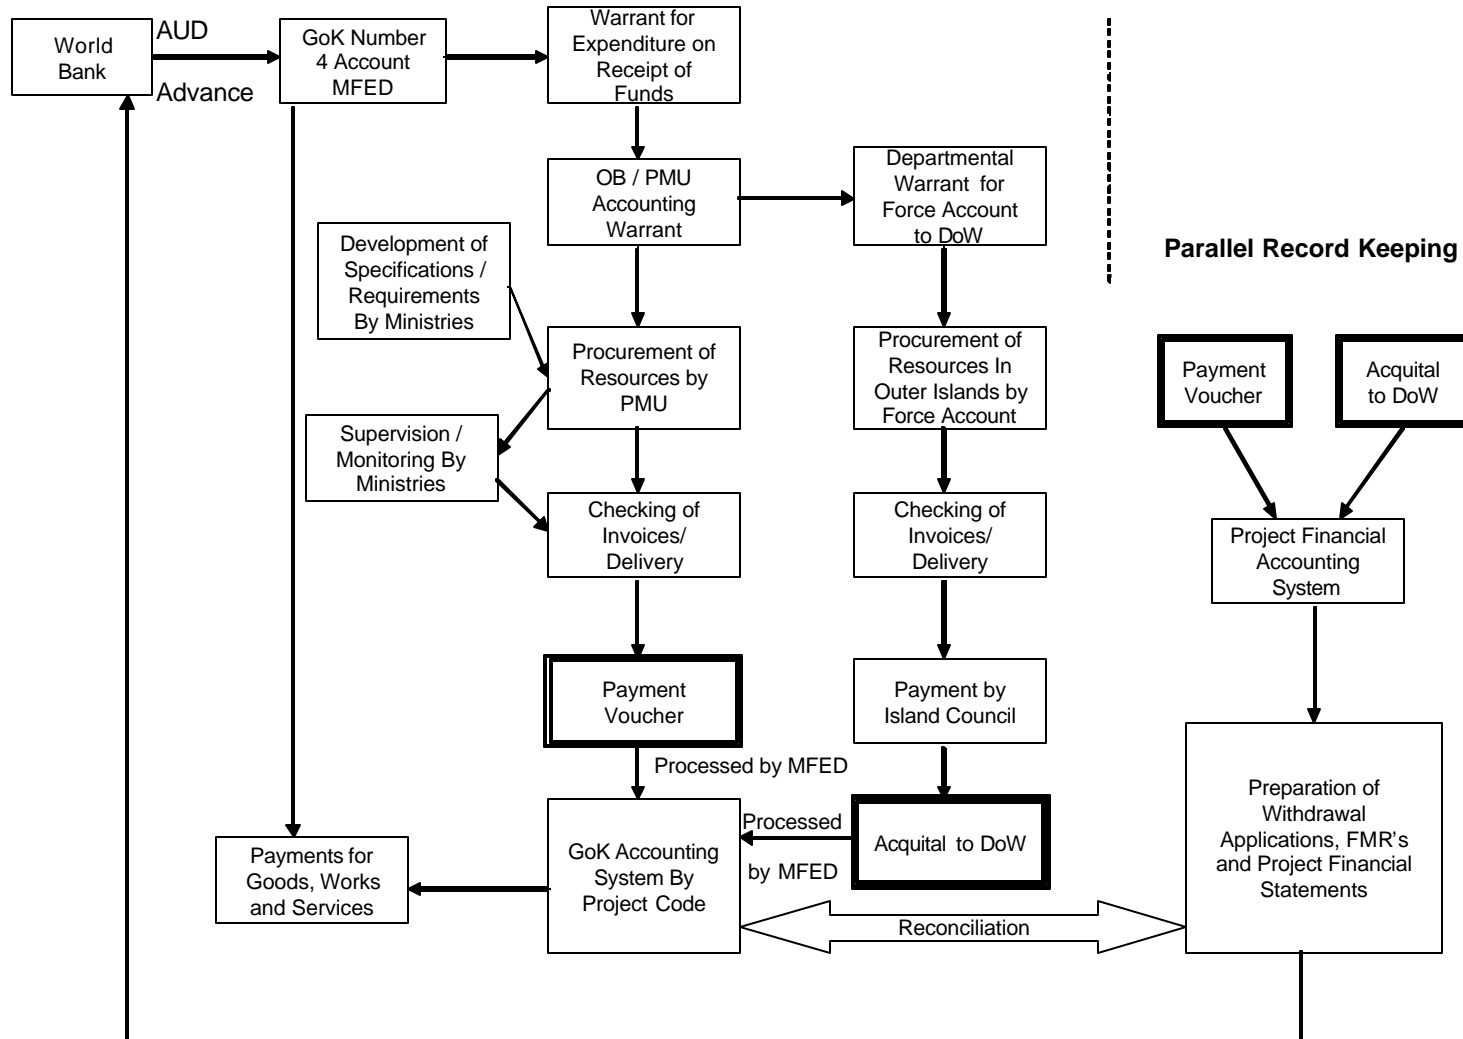 World
Bank
AUD
Advance
GoK Number
4 Account
MFED
Warrant for
Expenditure on
Receipt of
Funds
OB / PMU
Accounting
Warrant
Departmental
Warrant for
Force Account
to DoW
Parallel Record Keeping
Development of
Specifications /
Requirements
By Ministries
Procurement of
Resources by
PMU
Procurement of
Resources In
Outer Islands by
Force Account
Payment
Voucher
Acquital
to DoW
Supervision /
Monitoring By
Ministries
Checking of
Invoices/
Delivery
Checking of
Invoices/
Delivery
Project Financial
Accounting
System
Payment
Voucher
Payment by
Island Council
Processed by MFED
Preparation of
Withdrawal
Applications, FMR's
and Project Financial
Statements
Payments for
Goods, Works
and Services
GoK Accounting
System By
Project Code
Processed
by MFED
Acquital to DoW
Reconciliation